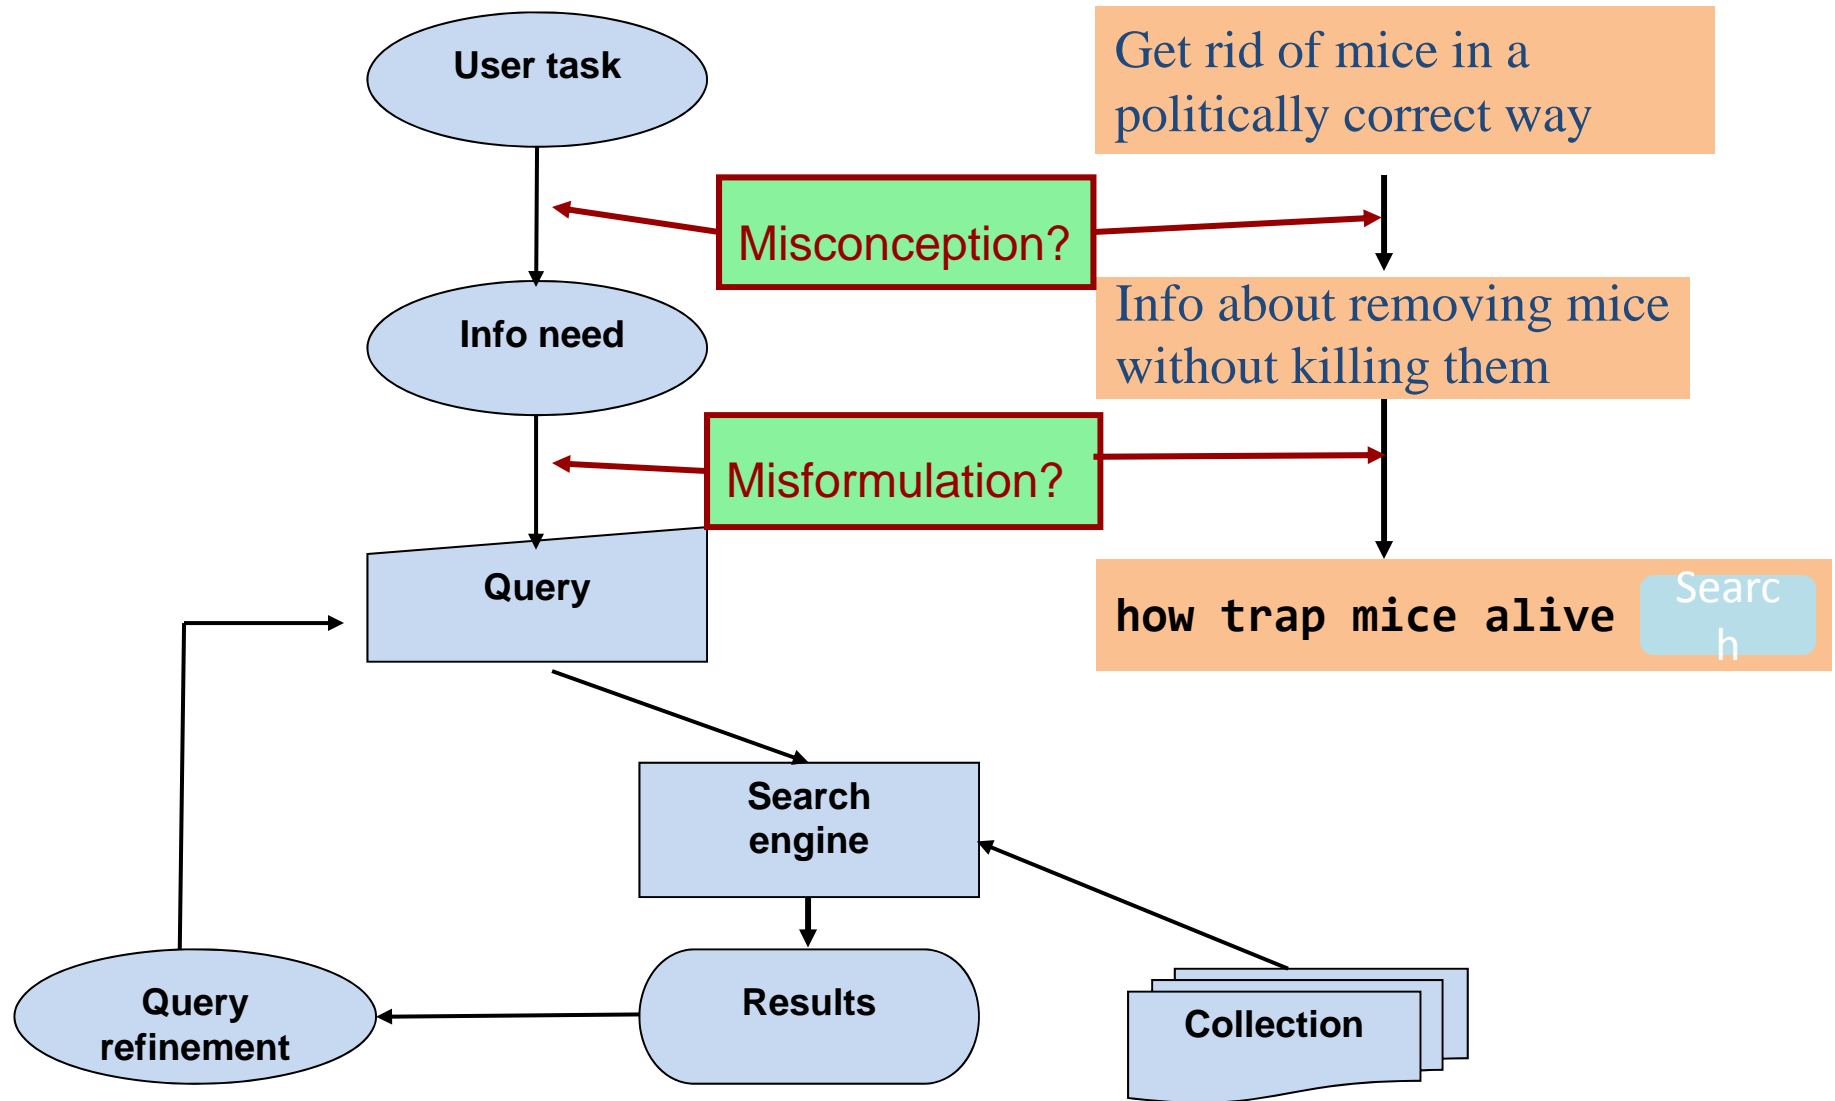 User task
Get rid of mice in a
politically correct way
Misconception?
Info need
Info about removing mice
without killing them
Misformulation?
Query
how trap mice alive
Searc
h
Search
engine
Results
Query
refinement
Collection